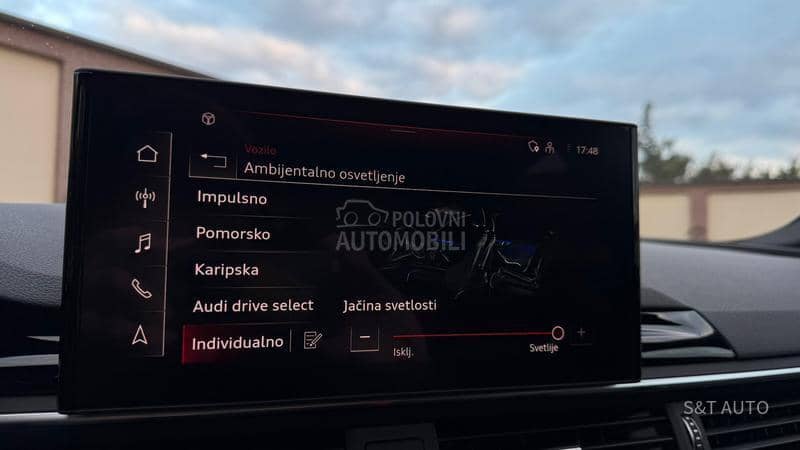 Vozilo
17:48
Ambijentalno osvetljenje
Impulsno
Pomorsko
Karipska
Audi drive select
Individualno
Jačina svetlosti
Isklj.
Svetlije
POLOVNI
AUTOMOBILI
S&T AUTO